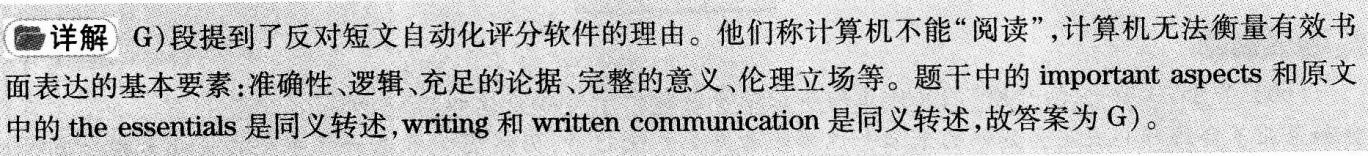 详解 G)段提到了反对短文自动化评分软件的理由。他们称计算机不能“阅读”,计算机无法衡量有效书
面表达的基本要素:准确性、逻辑、充足的论据、完整的意义、伦理立场等。题干中的 important aspects 和原文
中的 the essentials 是同义转述,writing 和 written communication 是同义转述,故答案为 G)。